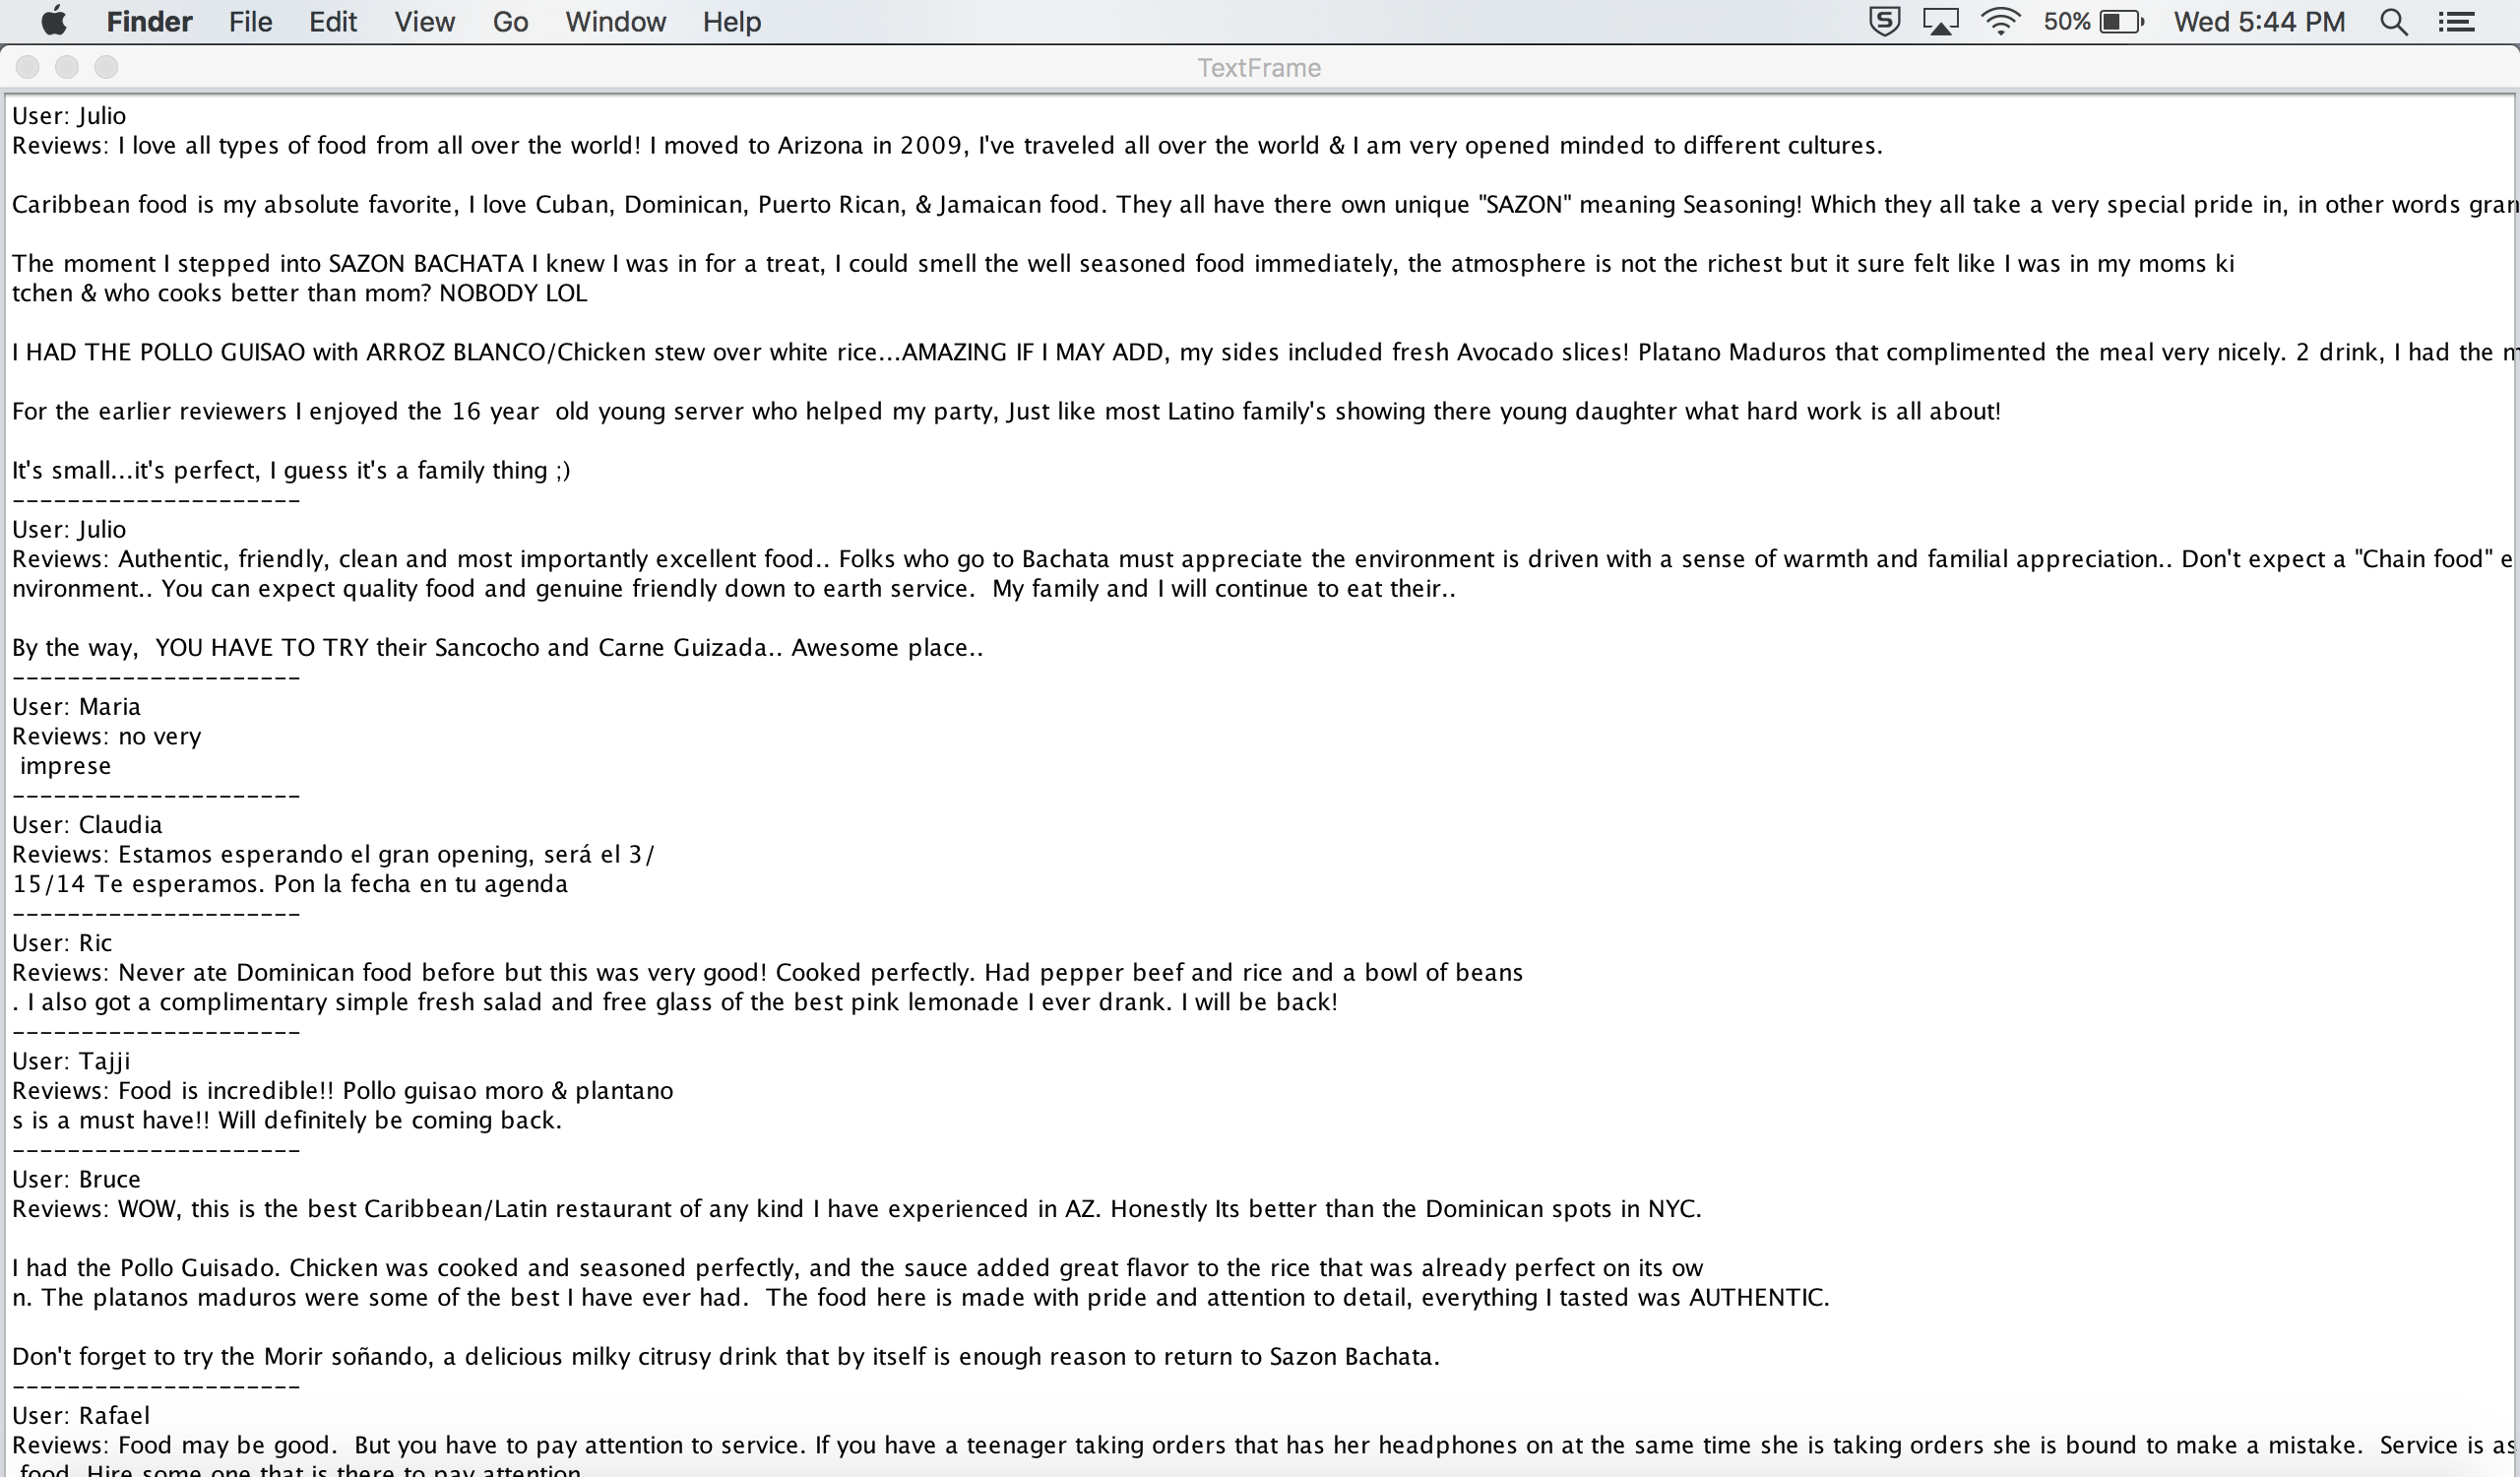 Finder File Edit View Go Window Help 50% Wed 5:44 PM
TextFrame
User: Julio
Reviews: I love all types of food from all over the world! I moved to Arizona in 2009, I've traveled all over the world & I am very opened minded to different cultures.
Caribbean food is my absolute favorite, I love Cuban, Dominican, Puerto Rican, & Jamaican food. They all have there own unique "SAZON" meaning Seasoning! Which they all take a very special pride in, in other words
The moment I stepped into SAZON BACHATA I knew I was in for a treat, I could smell the well seasoned food immediately, the atmosphere is not the richest but it sure felt like I was in my moms ki
tchen & who cooks better than mom? NOBODY LOL
I HAD THE POLLO GUISAO with ARROZ BLANCO/Chicken stew over white rice...AMAZING IF I MAY ADD, my sides included fresh Avocado slices! Platano Maduros that complimented the meal very nicely. 2 drink, I had the
For the earlier reviewers I enjoyed the 16 year  old young server who helped my party, Just like most Latino family's showing there young daughter what hard work is all about!
It's small...it's perfect, I guess it's a family thing ;)
---------------------
User: Julio
Reviews: Authentic, friendly, clean and most importantly excellent food.. Folks who go to Bachata must appreciate the environment is driven with a sense of warmth and familial appreciation.. Don't expect a "Chain food" e
nvironment.. You can expect quality food and genuine friendly down to earth service.  My family and I will continue to eat their..
By the way,  YOU HAVE TO TRY their Sancocho and Carne Guizada.. Awesome place..
---------------------
User: Maria
Reviews: no very
imprese
---------------------
User: Claudia
Reviews: Estamos esperando el gran opening, será el 3/
15/14 Te esperamos. Pon la fecha en tu agenda
---------------------
User: Ric
Reviews: Never ate Dominican food before but this was very good! Cooked perfectly. Had pepper beef and rice and a bowl of beans
. I also got a complimentary simple fresh salad and free glass of the best pink lemonade I ever drank. I will be back!
---------------------
User: Tajji
Reviews: Food is incredible!! Pollo guisao moro & plantano
s is a must have!! Will definitely be coming back.
---------------------
User: Bruce
Reviews: WOW, this is the best Caribbean/Latin restaurant of any kind I have experienced in AZ. Honestly Its better than the Dominican spots in NYC.
I had the Pollo Guisado. Chicken was cooked and seasoned perfectly, and the sauce added great flavor to the rice that was already perfect on its ow
n. The platanos maduros were some of the best I have ever had.  The food here is made with pride and attention to detail, everything I tasted was AUTHENTIC.
Don't forget to try the Morir soñando, a delicious milky citrusy drink that by itself is enough reason to return to Sazon Bachata.
---------------------
User: Rafael
Reviews: Food may be good.  But you have to pay attention to service. If you have a teenager taking orders that has her headphones on at the same time she is taking orders she is bound to make a mistake.  Service is as
food. Hire some one that is there to pay attention